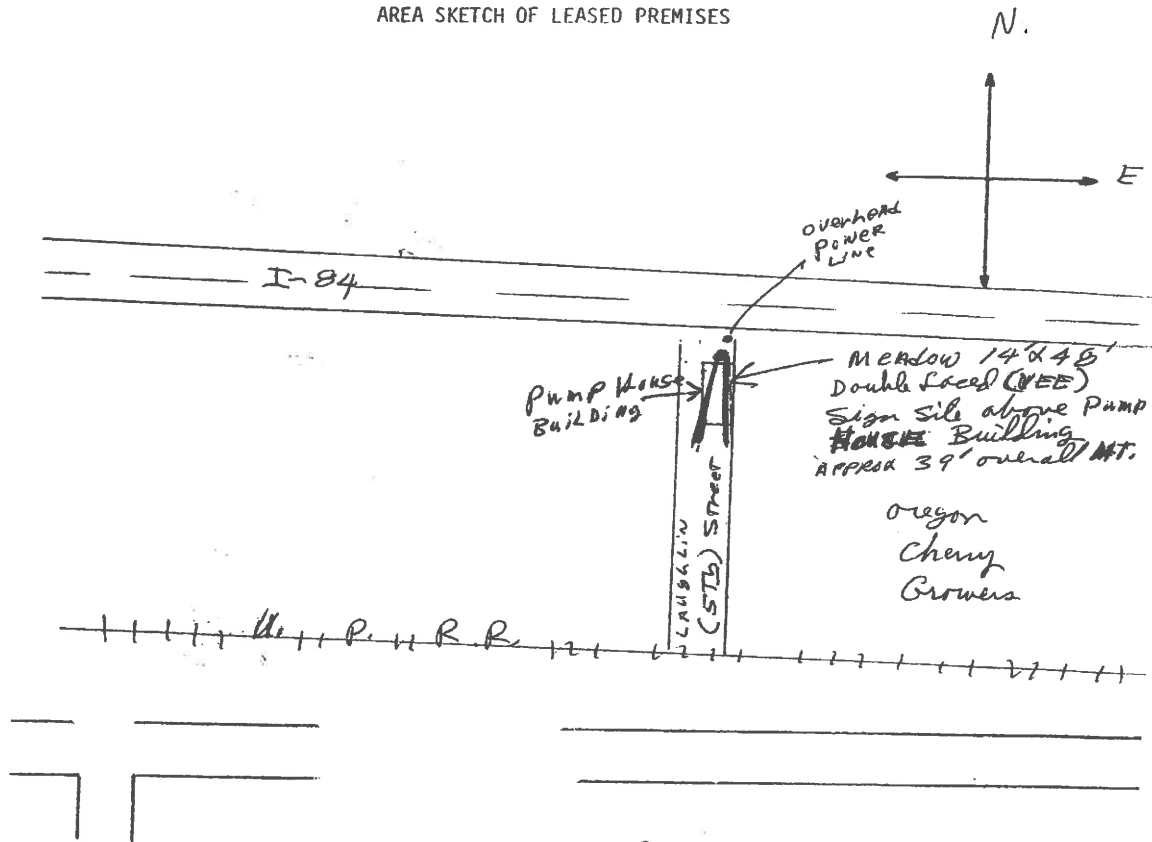 AREA SKETCH OF LEASED PREMISES
N.
E
overhead
Power
Line
I-84
Pump House
Building
Meadow 14'x48'
Double faced (VEE)
Sign site above Pump
House Building
APPROX 39' overall HT.
Oregon
Cherry
Growers
LAUGHLIN
(5Th) Street
U. P. R. R.